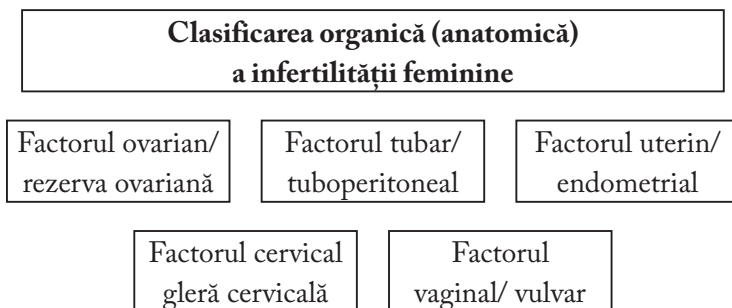 Clasificarea organică (anatomică)
a infertilității feminine
Factorul ovarian/
rezerva ovariană
Factorul tubar/
tuboperitoneal
Factorul uterin/
endometrial
Factorul cervical
gleră cervicală
Factorul
vaginal/ vulvar